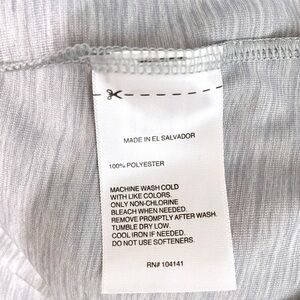 MADE IN EL SALVADOR
100% POLYESTER
MACHINE WASH COLD
WITH LIKE COLORS.
ONLY NON-CHLORINE
BLEACH WHEN NEEDED.
REMOVE PROMPTLY AFTER WASH.
TUMBLE DRY LOW.
COOL IRON IF NEEDED.
DO NOT USE SOFTENERS.
RN# 104141